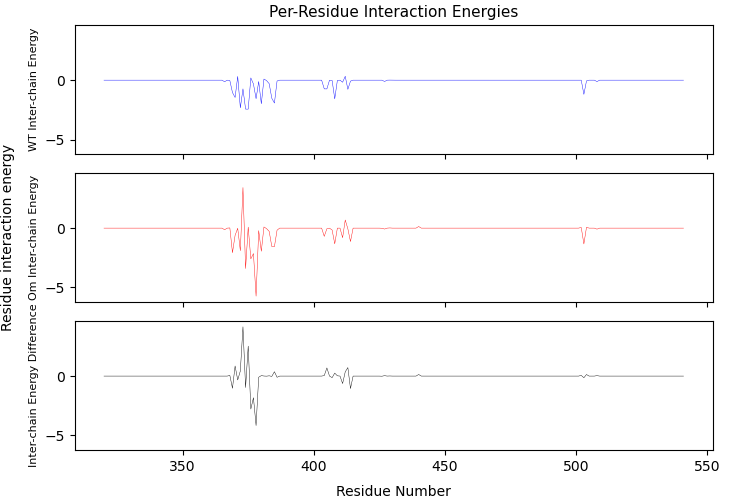 Per-Residue Interaction Energies
Residue interaction energy
WT Inter-chain Energy
0
−5
Om Inter-chain Energy
0
−5
Inter-chain Energy Difference
0
−5
350
400
450
500
550
Residue Number